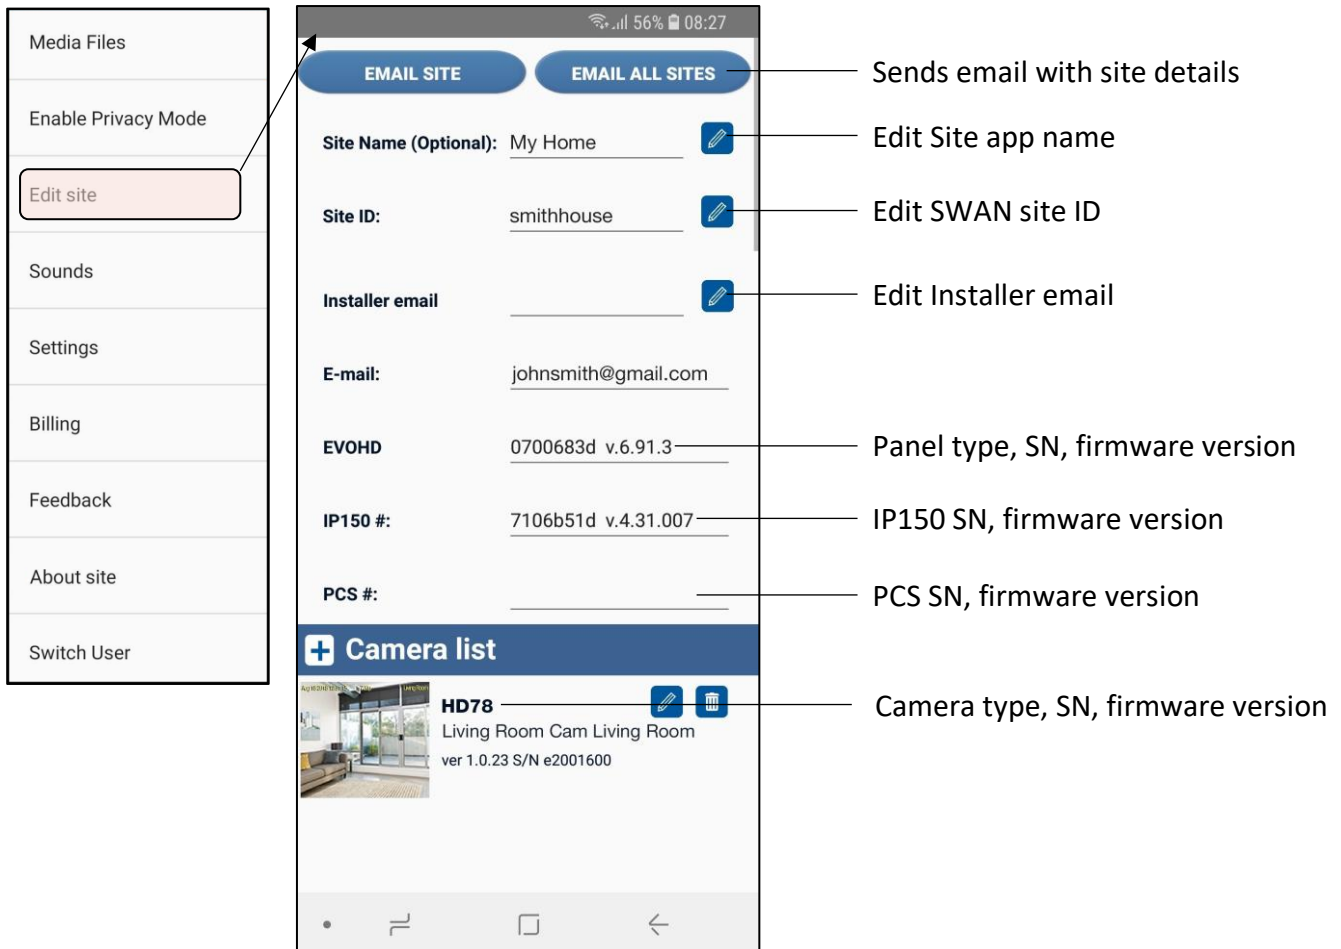 Media Files
Enable Privacy Mode
Edit site
Sounds
Settings
Billing
Feedback
About site
Switch User
56% 08:27
EMAIL SITE EMAIL ALL SITES
Sends email with site details
Site Name (Optional): My Home
Edit Site app name
Site ID: smithhouse
Edit SWAN site ID
Installer email
Edit Installer email
E-mail: johnsmith@gmail.com
EVOHD 0700683d v.6.91.3
Panel type, SN, firmware version
IP150 #: 7106b51d v.4.31.007
IP150 SN, firmware version
PCS #:
PCS SN, firmware version
Camera list
HD78
Camera type, SN, firmware version
Living Room Cam Living Room
ver 1.0.23 S/N e2001600